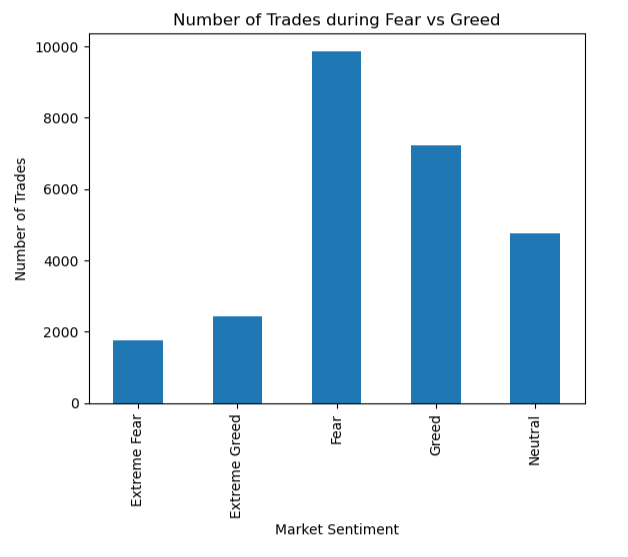 Number of Trades during Fear vs Greed
10000
8000
6000
4000
2000
0
Number of Trades
Extreme Fear
Extreme Greed
Fear
Greed
Neutral
Market Sentiment